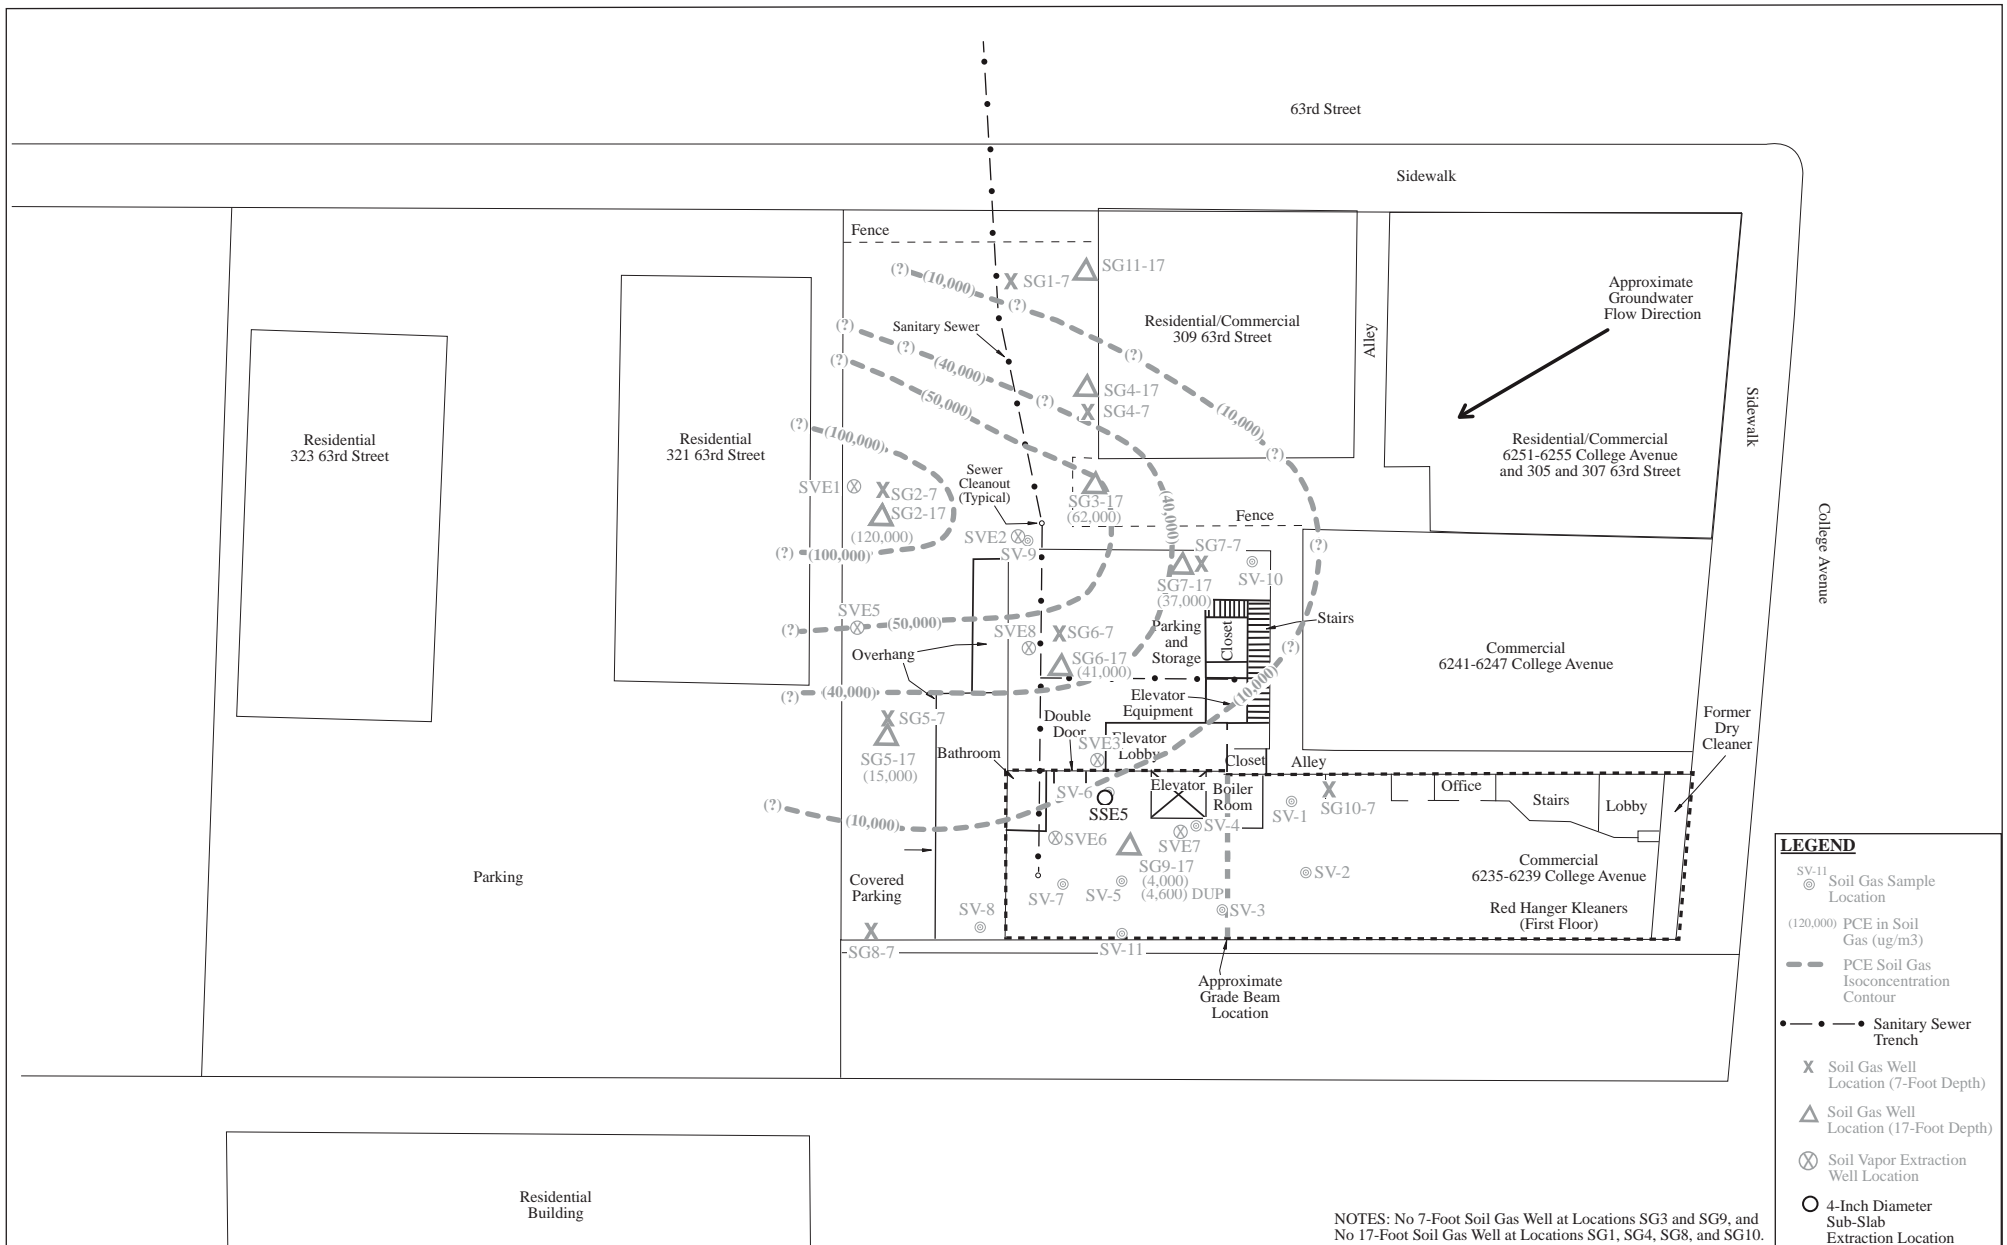 63rd Street
Sidewalk
Fence
(?)
(10,000)
SG1-7
(?)
SG11-17
Residential/Commercial
309 63rd Street
Alley
Approximate
Groundwater
Flow Direction
Residential/Commercial
6251-6255 College Avenue
and 305 and 307 63rd Street
Sidewalk
College Avenue
Sanitary Sewer
(?)
(?)
(40,000)
(?)
(?)
(50,000)
(?)
SG4-17
SG4-7
(10,000)
(?)
(?)
(100,000)
Residential
323 63rd Street
Residential
321 63rd Street
Sewer
Cleanout
(Typical)
SVE1
SG2-7
SG2-17
(120,000)
(?)
(100,000)
SG3-17
(62,000)
(40,000)
Fence
SVE2
SV-9
SG7-7
SG7-17
(37,000)
SV-10
(?)
SVE5
(?)
(50,000)
SVE8
SG6-7
SG6-17
(41,000)
Parking
and
Storage
Closet
Stairs
(?)
Commercial
6241-6247 College Avenue
Overhang
(?)
(40,000)
Elevator
Equipment
(10,000)
SG5-7
SG5-17
(15,000)
Bathroom
Double
Door
SVE3
Elevator
Lobby
Closet
Alley
Former
Dry
Cleaner
(?)
(10,000)
SV-6
SSE5
Elevator
Boiler
Room
SV-1
SG10-7
Office
Stairs
Lobby
SVE6
SVE7
SV-4
SG9-17
(4,000)
(4,600) DUP
SV-2
Commercial
6235-6239 College Avenue
Red Hanger Kleaners
(First Floor)
Parking
Covered
Parking
SV-8
SV-7
SV-5
SV-3
SG8-7
SV-11
Approximate
Grade Beam
Location
Residential
Building
LEGEND
SV-11
Soil Gas Sample
Location
(120,000)
PCE in Soil
Gas (ug/m3)
PCE Soil Gas
Isoconcentration
Contour
Sanitary Sewer
Trench
X
Soil Gas Well
Location (7-Foot Depth)
Soil Gas Well
Location (17-Foot Depth)
Soil Vapor Extraction
Well Location
4-Inch Diameter
Sub-Slab
Extraction Location
NOTES: No 7-Foot Soil Gas Well at Locations SG3 and SG9, and
No 17-Foot Soil Gas Well at Locations SG1, SG4, SG8, and SG10.